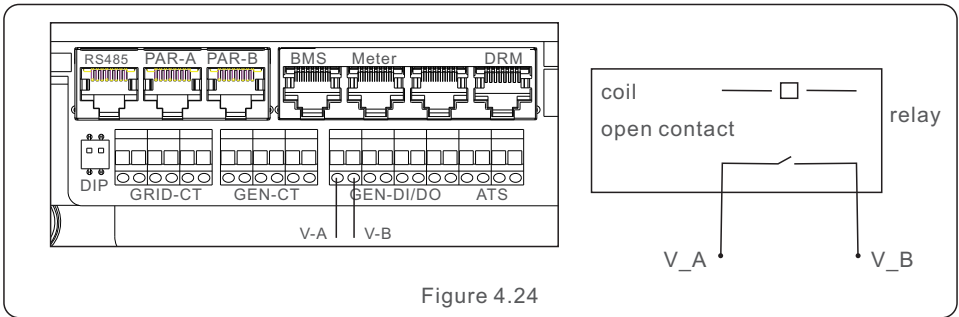 RS485 PAR-A PAR-B BMS Meter DRM
DIP GRID-CT GEN-CT GEN-DI/DO ATS
V-A V-B
coil
open contact
relay
V_A V_B
Figure 4.24